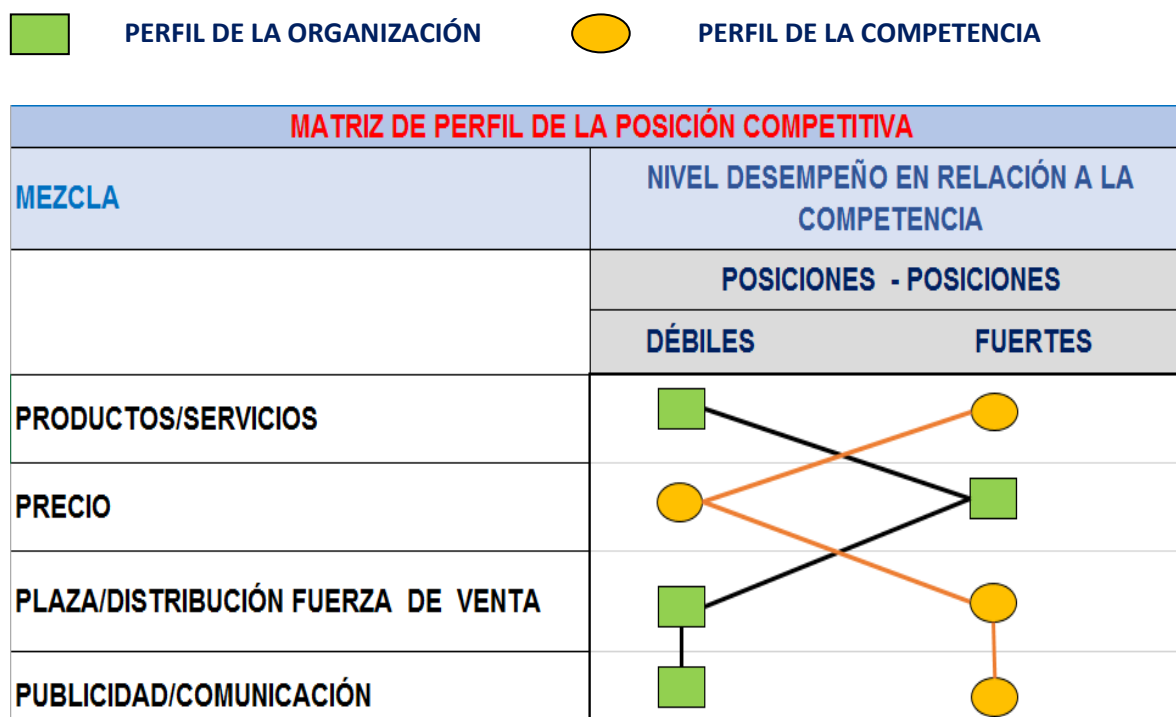 PERFIL DE LA ORGANIZACIÓN
PERFIL DE LA COMPETENCIA
MATRIZ DE PERFIL DE LA POSICIÓN COMPETITIVA
MEZCLA
NIVEL DESEMPEÑO EN RELACIÓN A LA
COMPETENCIA
POSICIONES - POSICIONES
DÉBILES
FUERTES
PRODUCTOS/SERVICIOS
PRECIO
PLAZA/DISTRIBUCIÓN FUERZA DE VENTA
PUBLICIDAD/COMUNICACIÓN